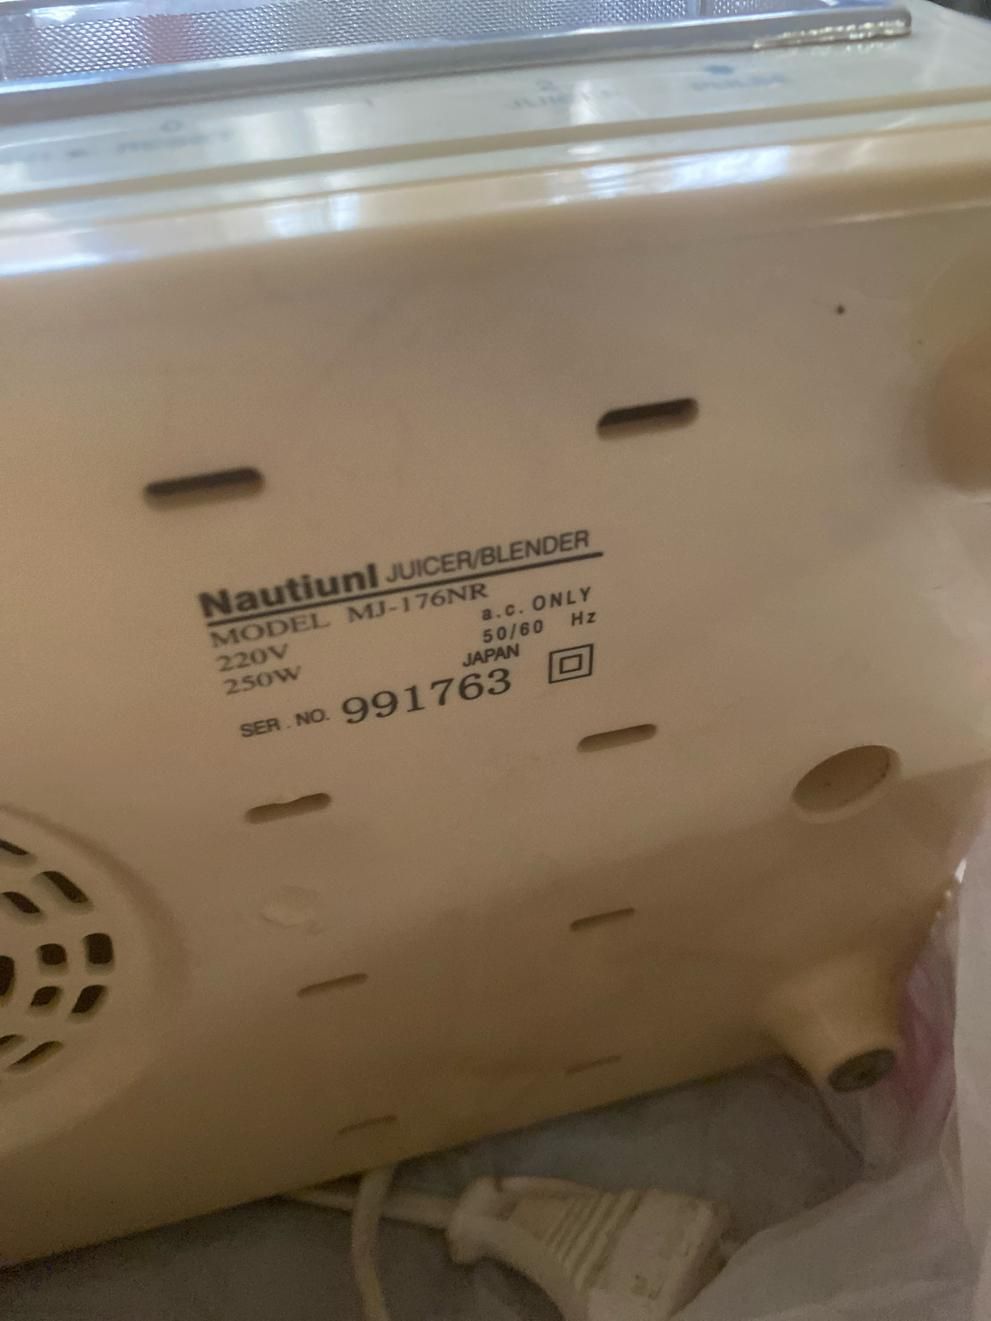 Nautiunl JUICER/BLENDER
MODEL MJ-176NR
220V a.c. ONLY
250W 50/60 Hz
JAPAN
SER. NO. 991763